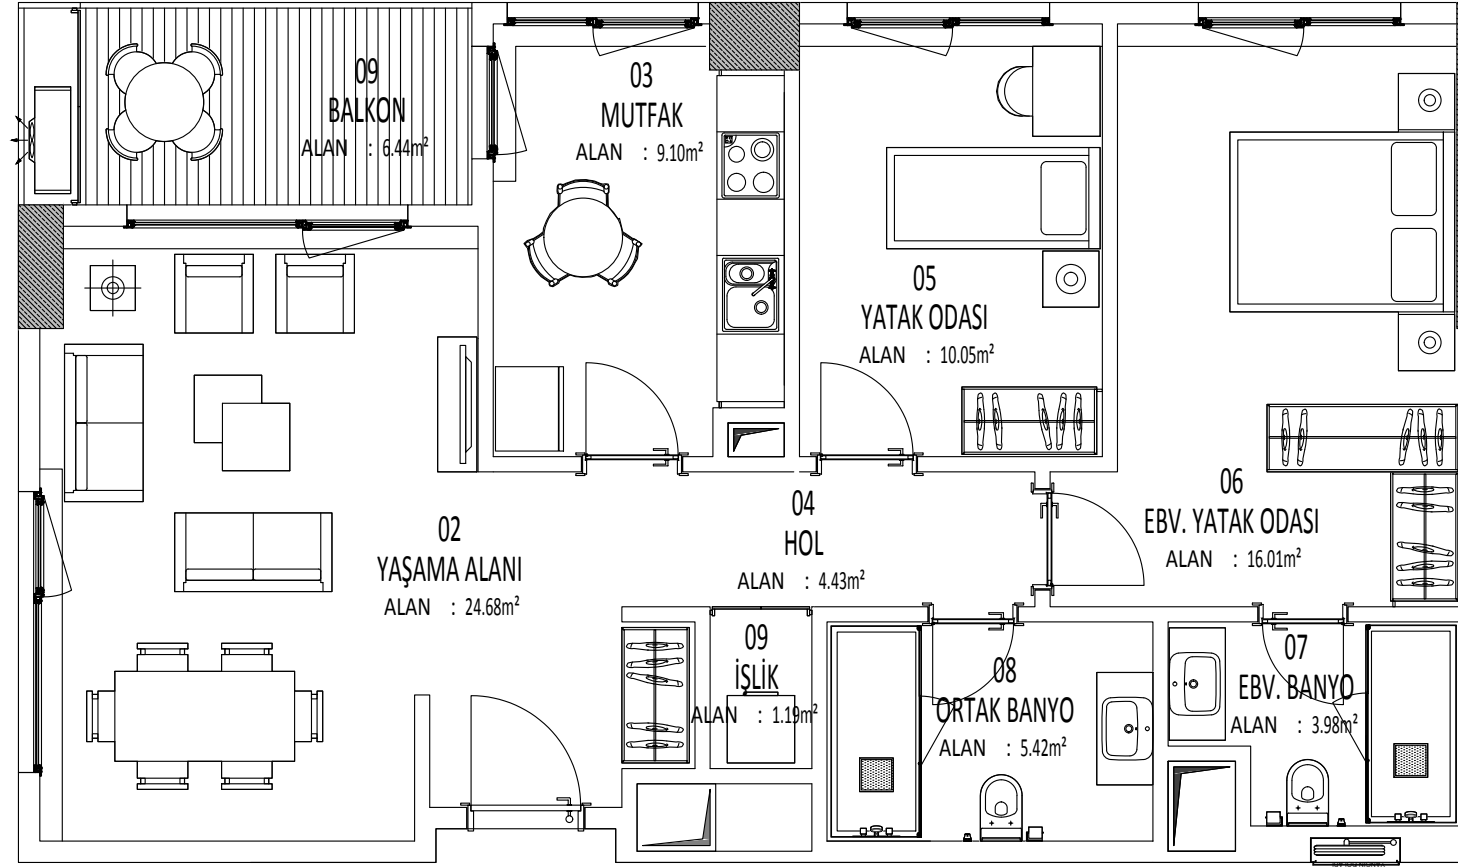 09
BALKON
ALAN : 6.44m²
03
MUTFAK
ALAN : 9.10m²
05
YATAK ODASI
ALAN : 10.05m²
06
EBV. YATAK ODASI
ALAN : 16.01m²
04
HOL
ALAN : 4.43m²
02
YAŞAMA ALANI
ALAN : 24.68m²
09
İŞLİK
ALAN : 1.19m²
08
ORTAK BANYO
ALAN : 5.42m²
07
EBV. BANYO
ALAN : 3.98m²